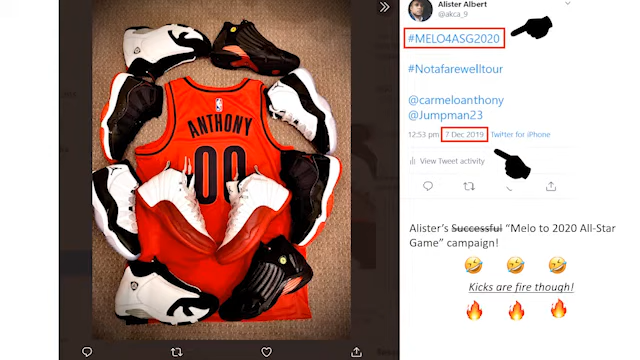 Alister Albert
@akca_9
#MELO4ASG2020
#Notafarewelltour
@carmeloanthony
@Jumpman23
12:53 pm 7 Dec 2019 Twitter for iPhone
View Tweet activity
NBA
ANTHONY
00
Alister's Successful "Melo to 2020 All-Star
Game" campaign!
🤣 🤣 🤣
Kicks are fire though!
🔥 🔥 🔥